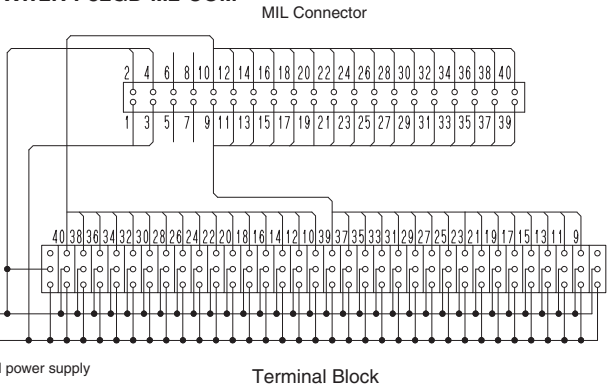 MIL Connector
2 4 6 8 10 12 14 16 18 20 22 24 26 28 30 32 34 36 38 40
1 3 5 7 9 11 13 15 17 19 21 23 25 27 29 31 33 35 37 39
40 38 36 34 32 30 28 26 24 22 20 18 16 14 12 10 39 37 35 33 31 29 27 25 23 21 19 17 15 13 11 9
power supply
Terminal Block